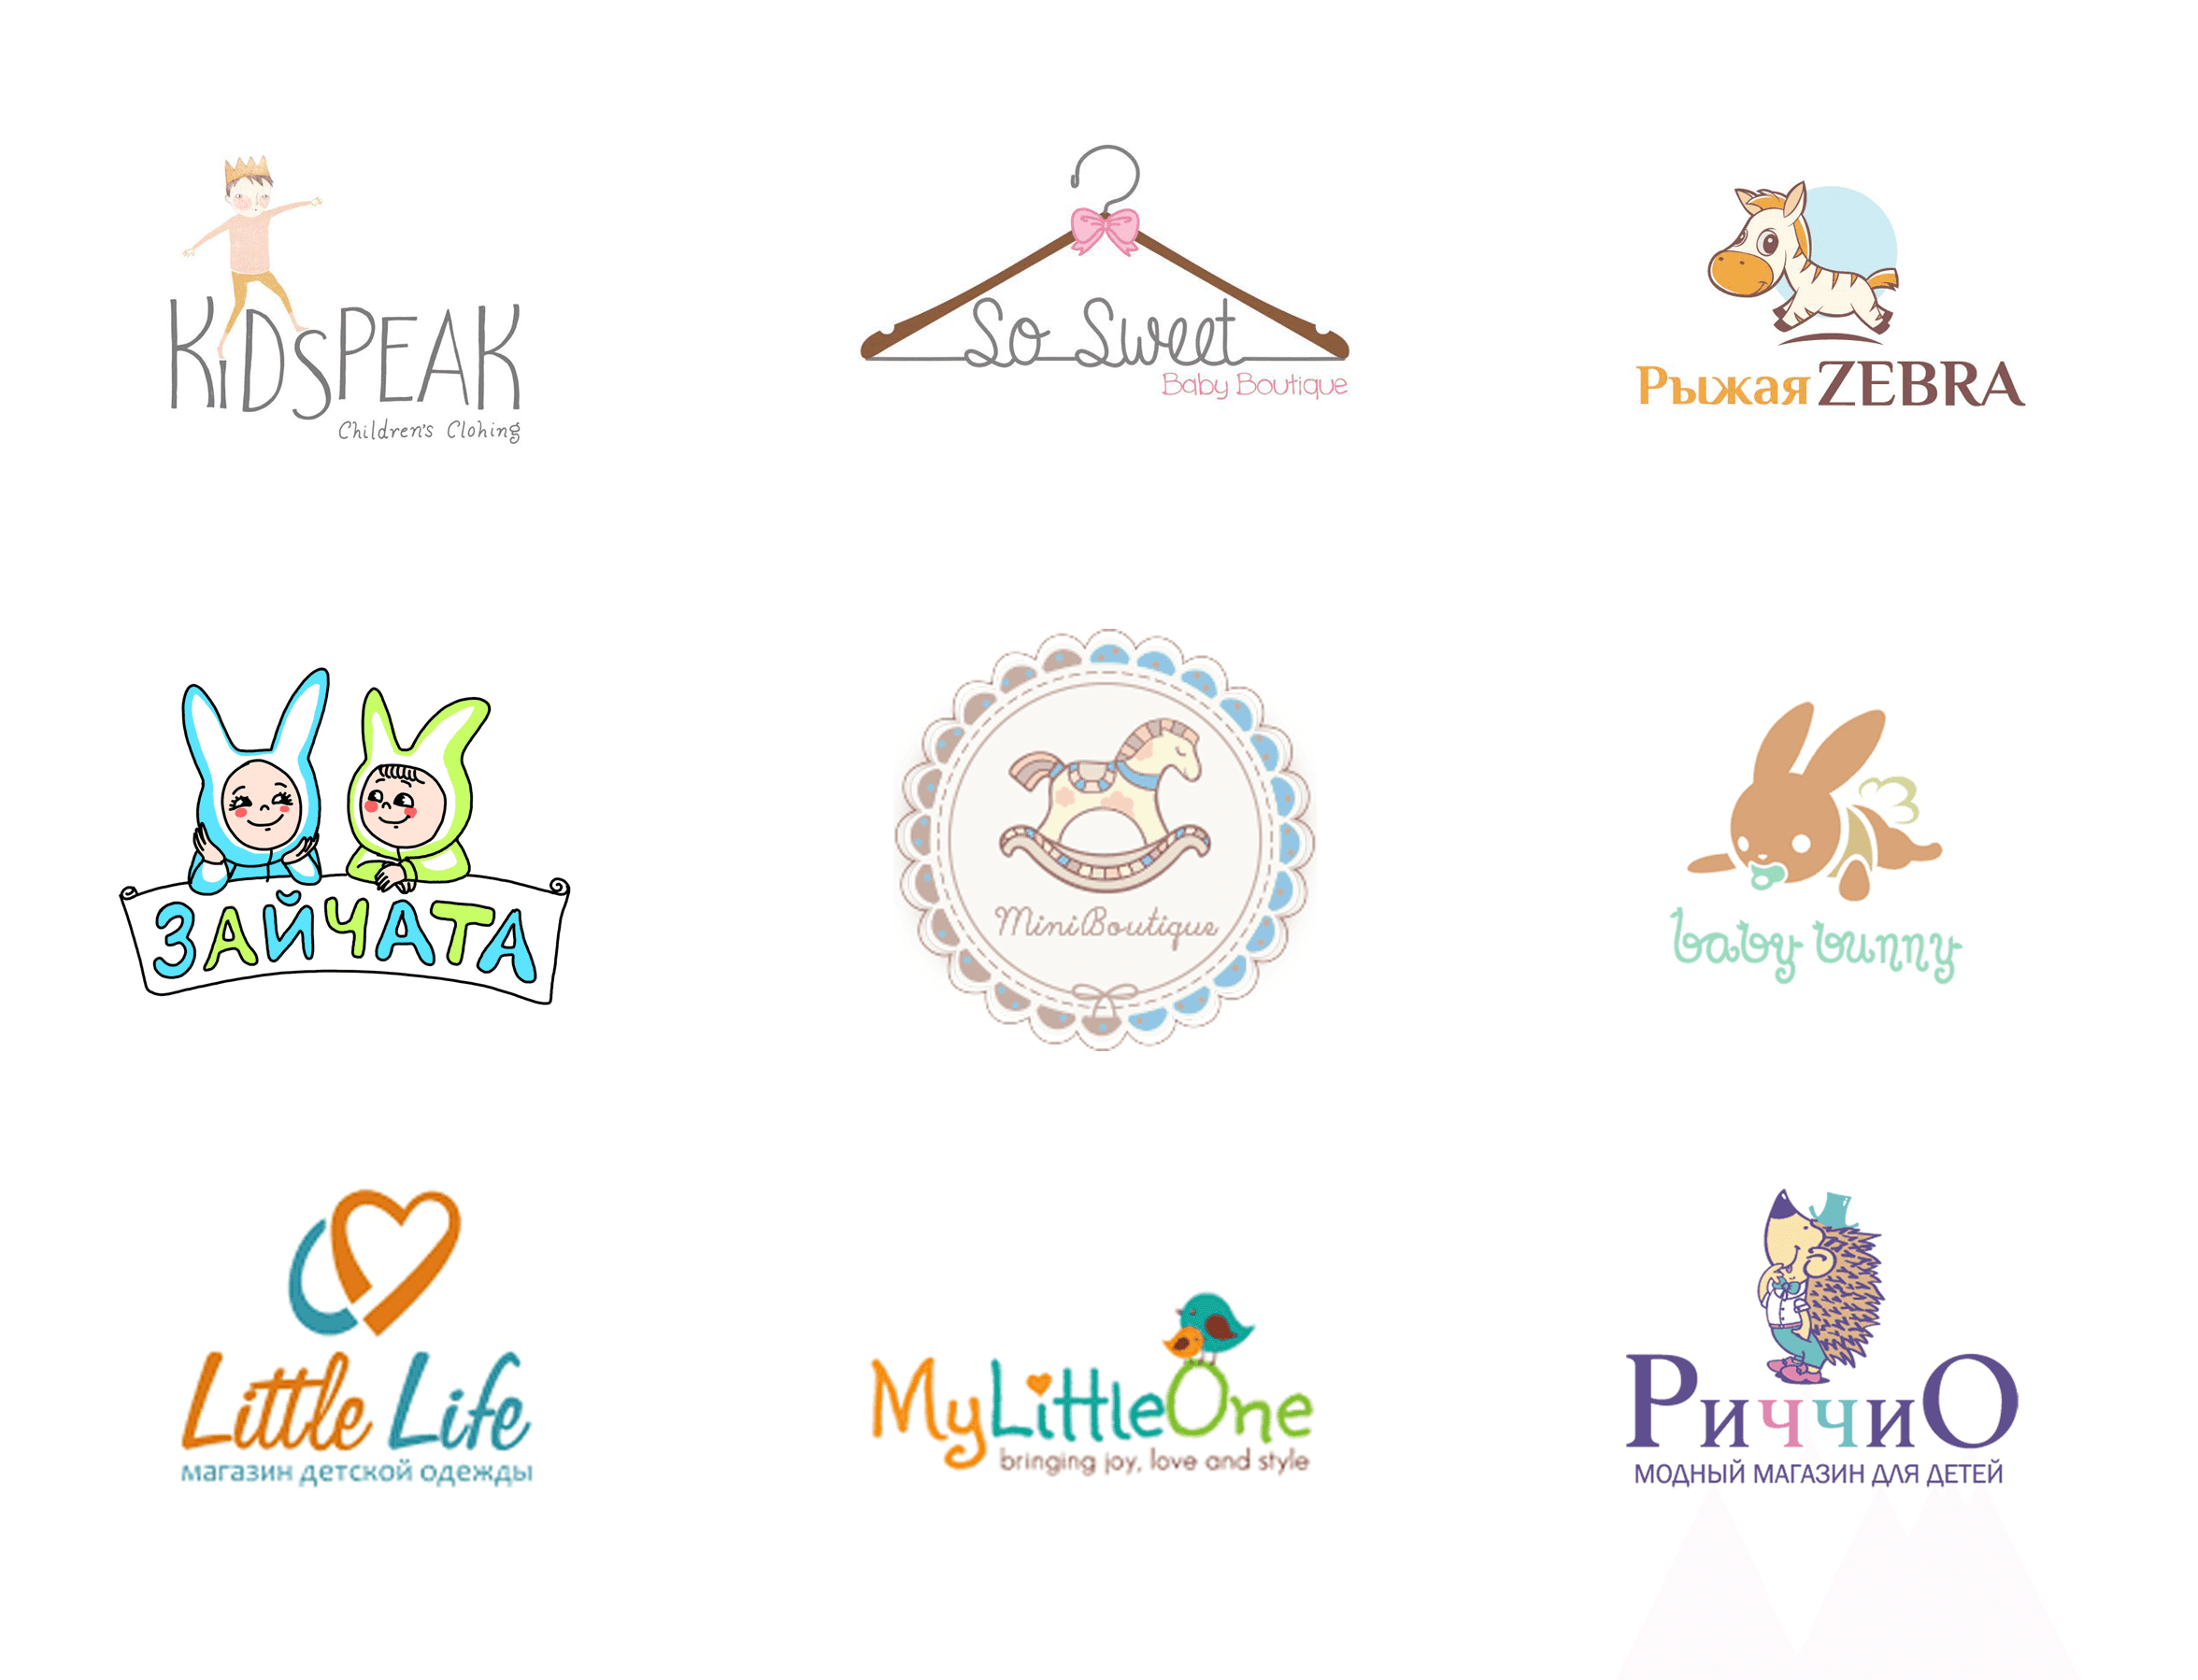 KiDSPEAK
Children's Clohing
So Sweet
Baby Boutique
Рыжая ZEBRA
ЗАЙЧАТА
MiniBoutique
baby bunny
Little Life
магазин детской одежды
MyLittleOne
bringing joy, love and style
РиччиО
МОДНЫЙ МАГАЗИН ДЛЯ ДЕТЕЙ